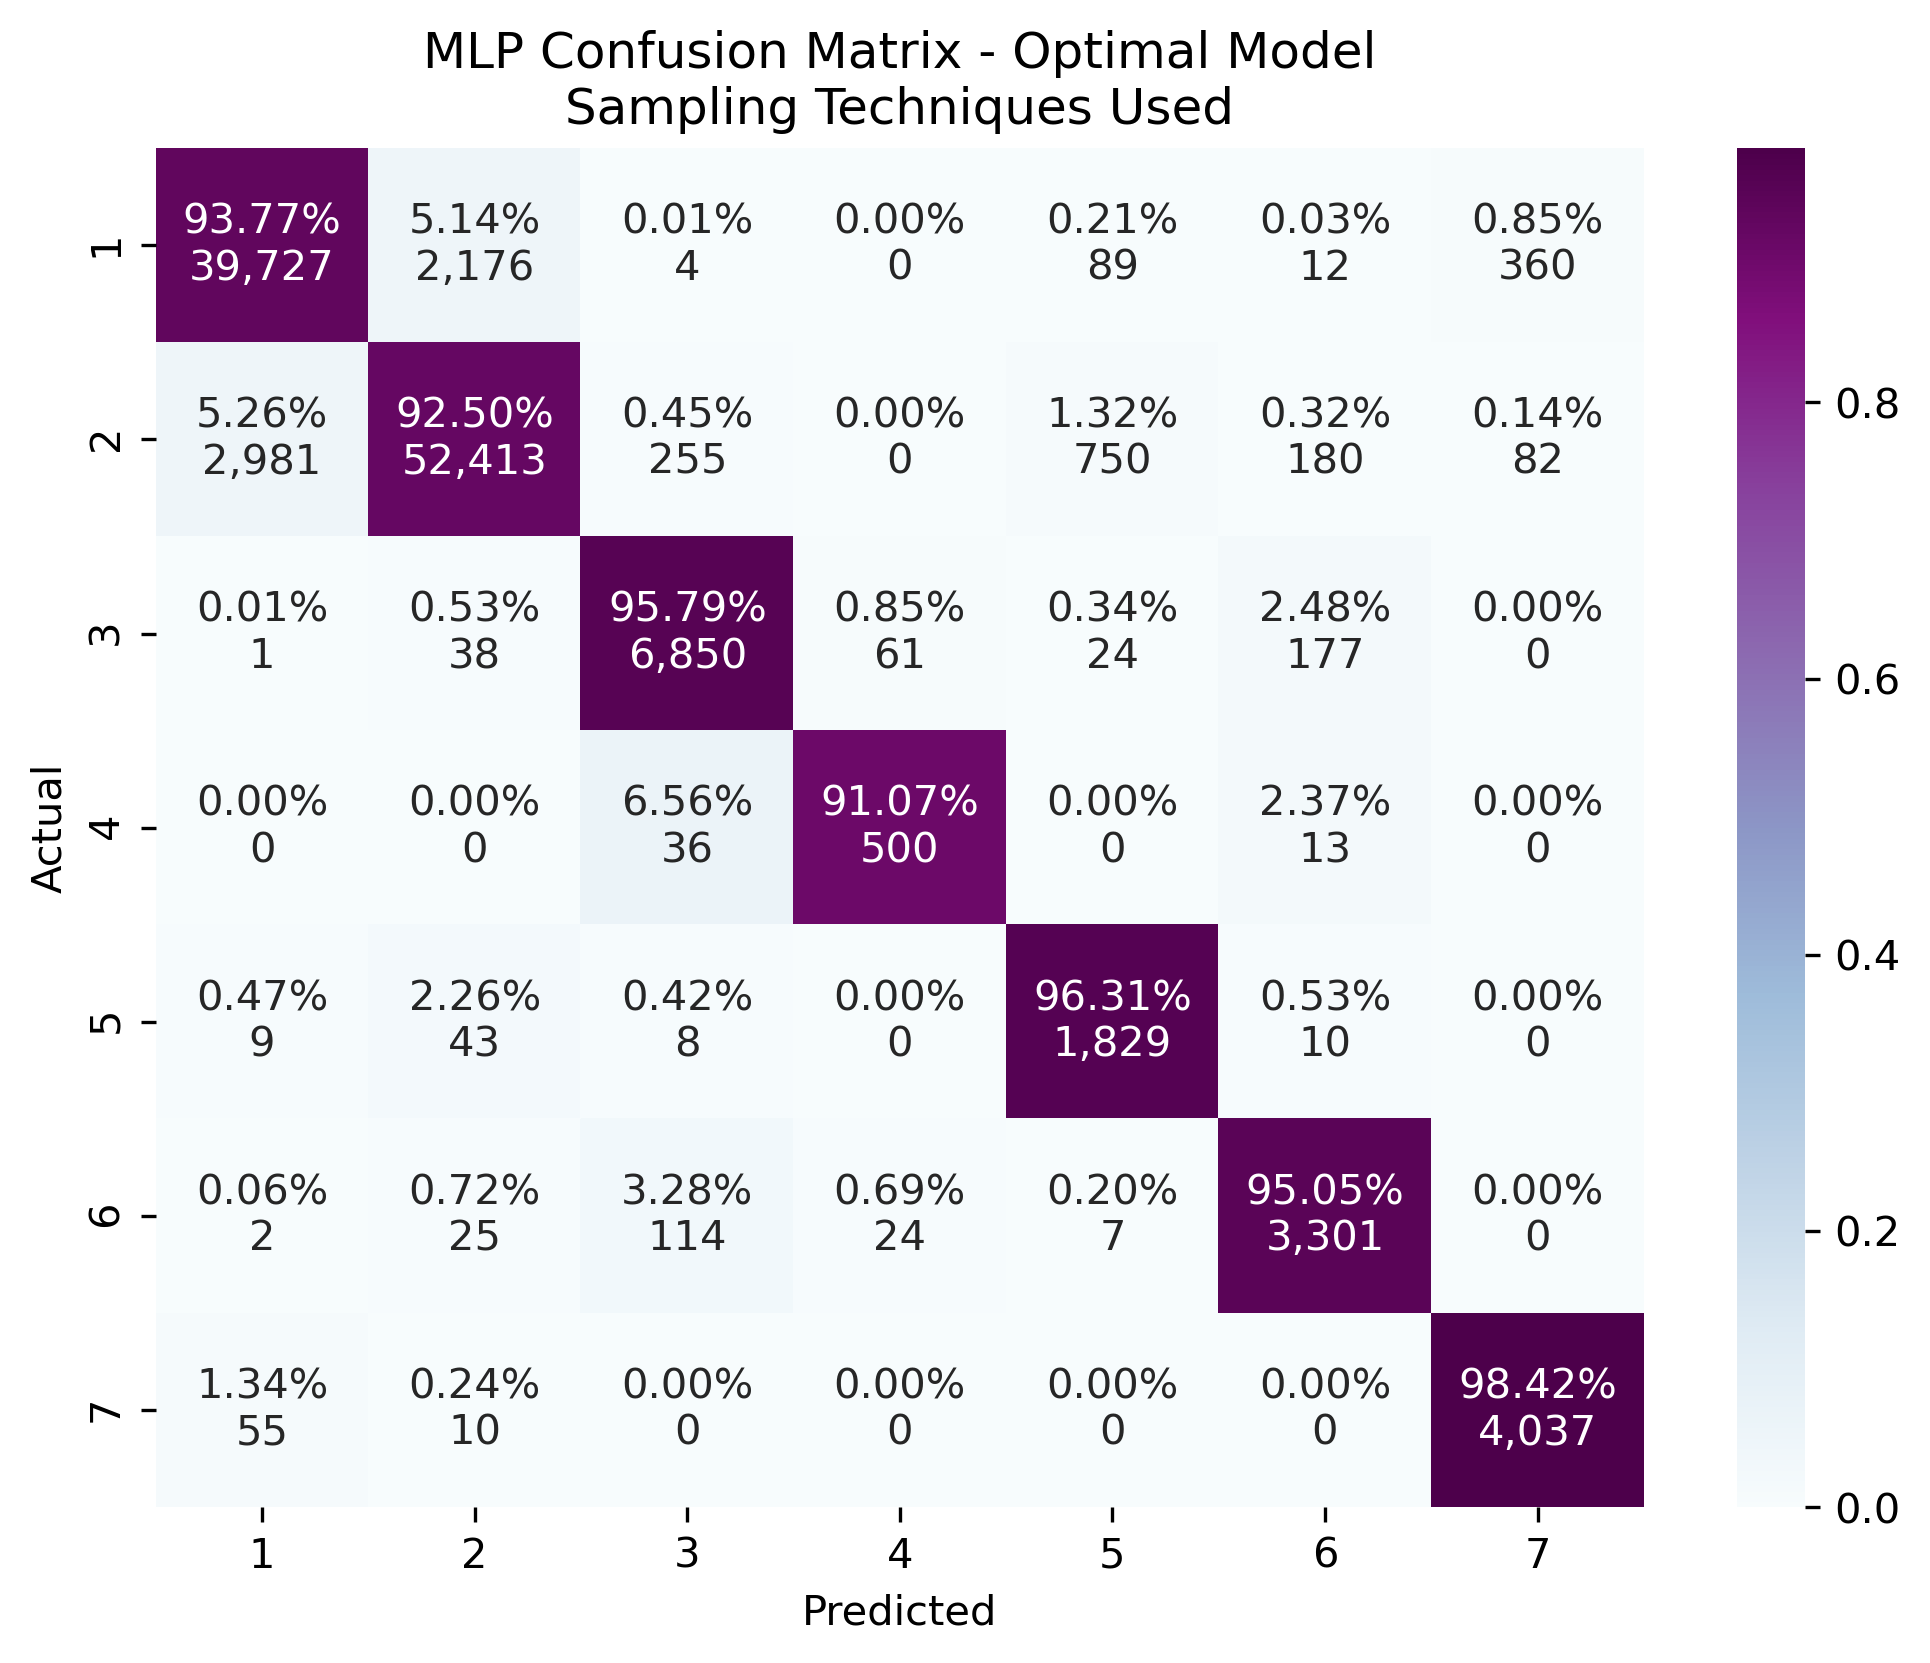 MLP Confusion Matrix - Optimal Model
Sampling Techniques Used
Actual
1
93.77% 5.14% 0.01% 0.00% 0.21% 0.03% 0.85%
39,727 2,176 4 0 89 12 360
2
5.26% 92.50% 0.45% 0.00% 1.32% 0.32% 0.14%
2,981 52,413 255 0 750 180 82
3
0.01% 0.53% 95.79% 0.85% 0.34% 2.48% 0.00%
1 38 6,850 61 24 177 0
4
0.00% 0.00% 6.56% 91.07% 0.00% 2.37% 0.00%
0 0 36 500 0 13 0
5
0.47% 2.26% 0.42% 0.00% 96.31% 0.53% 0.00%
9 43 8 0 1,829 10 0
6
0.06% 0.72% 3.28% 0.69% 0.20% 95.05% 0.00%
2 25 114 24 7 3,301 0
7
1.34% 0.24% 0.00% 0.00% 0.00% 0.00% 98.42%
55 10 0 0 0 0 4,037
1 2 3 4 5 6 7
Predicted
0.8
0.6
0.4
0.2
0.0